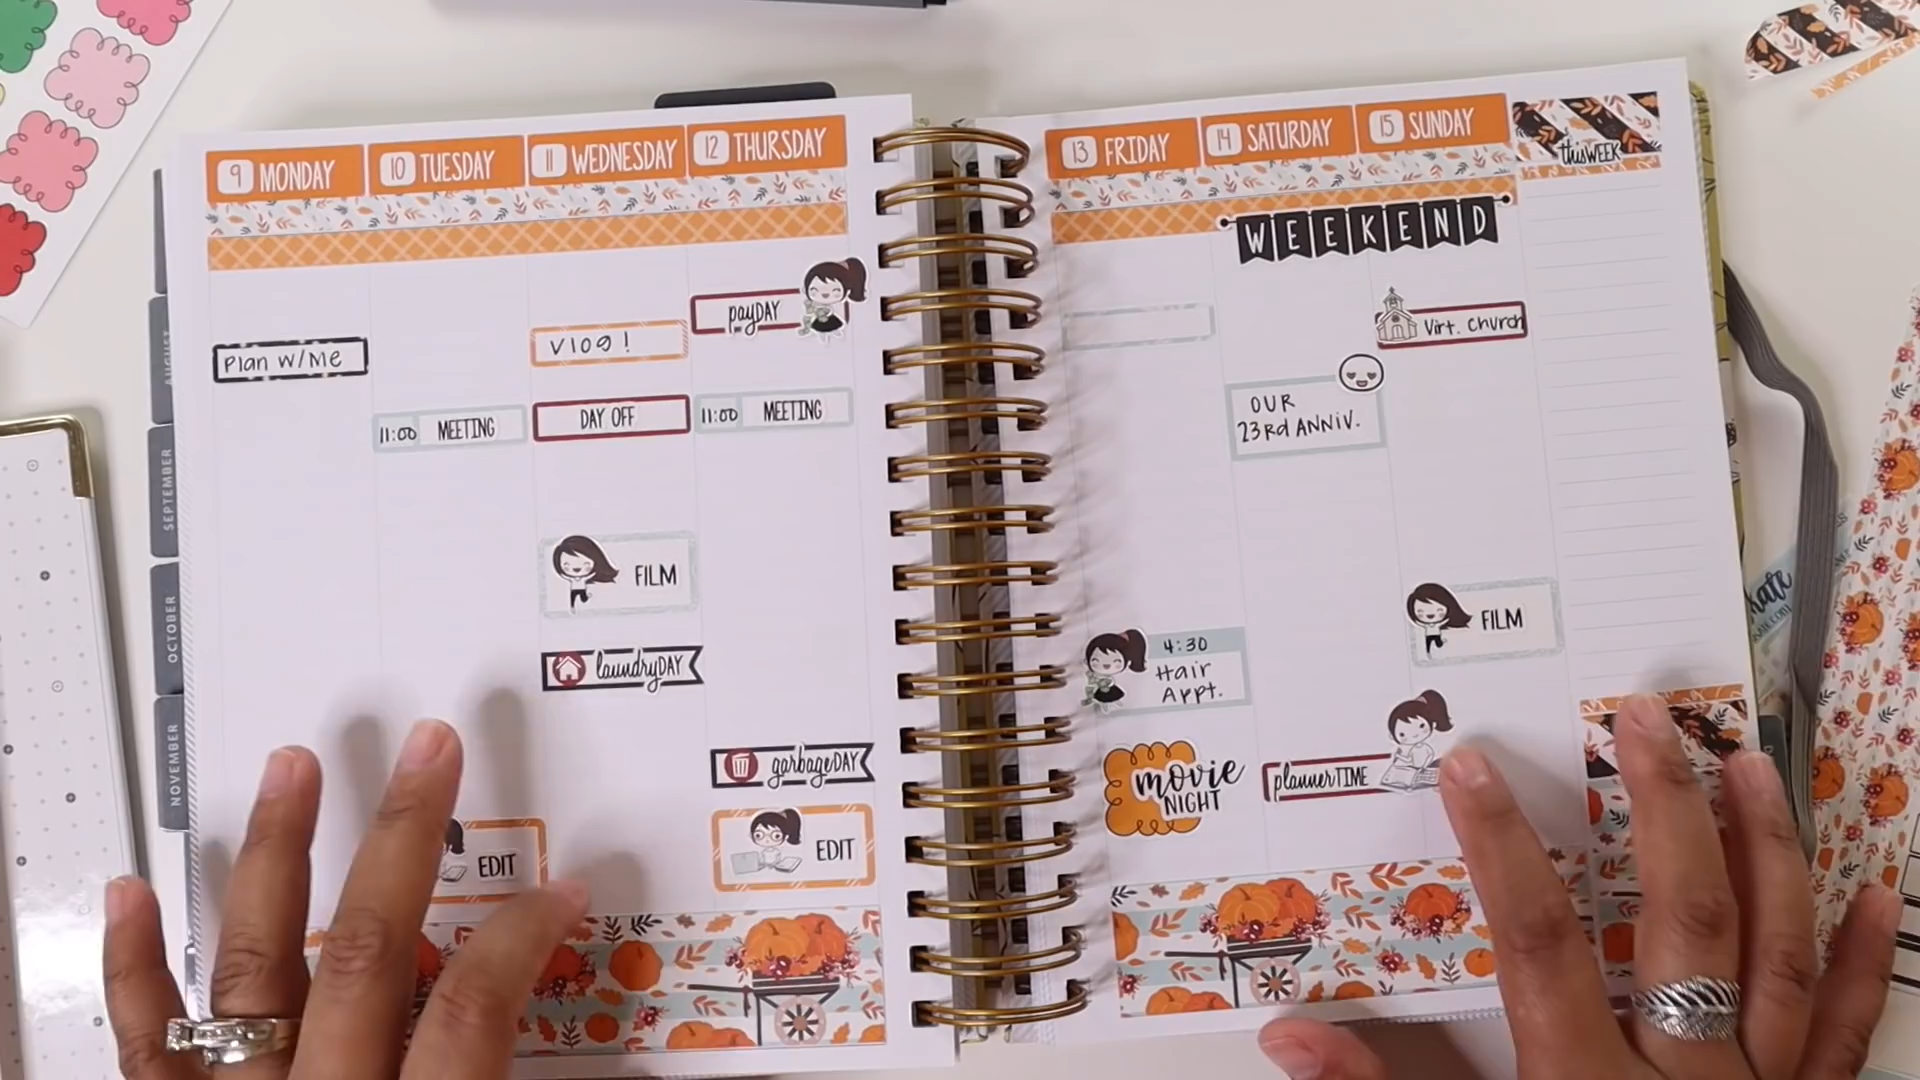 9 MONDAY
10 TUESDAY
11 WEDNESDAY
12 THURSDAY
13 FRIDAY
14 SATURDAY
15 SUNDAY
thisWEEK
WEEKEND
Plan w/Me
11:00 MEETING
EDIT
Vlog!
DAY OFF
FILM
laundryDAY
payDAY
11:00 MEETING
garbageDAY
EDIT
4:30
Hair
Appt.
movie
NIGHT
OUR
23rd ANNIV.
plannerTIME
Virt. Church
FILM
AUGUST
SEPTEMBER
OCTOBER
NOVEMBER